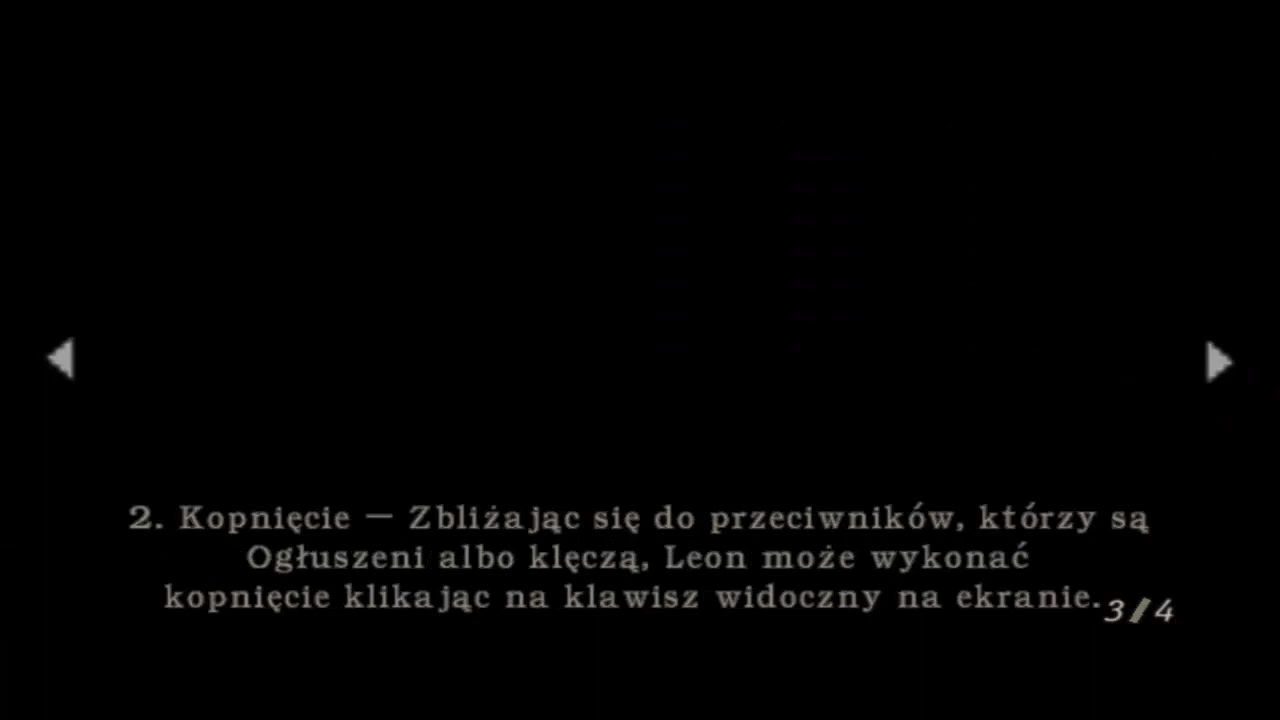 2. Kopnięcie — Zbliżając się do przeciwników, którzy są
Ogłuszeni albo klęczą, Leon może wykonać
kopnięcie klikając na klawisz widoczny na ekranie.
3/4